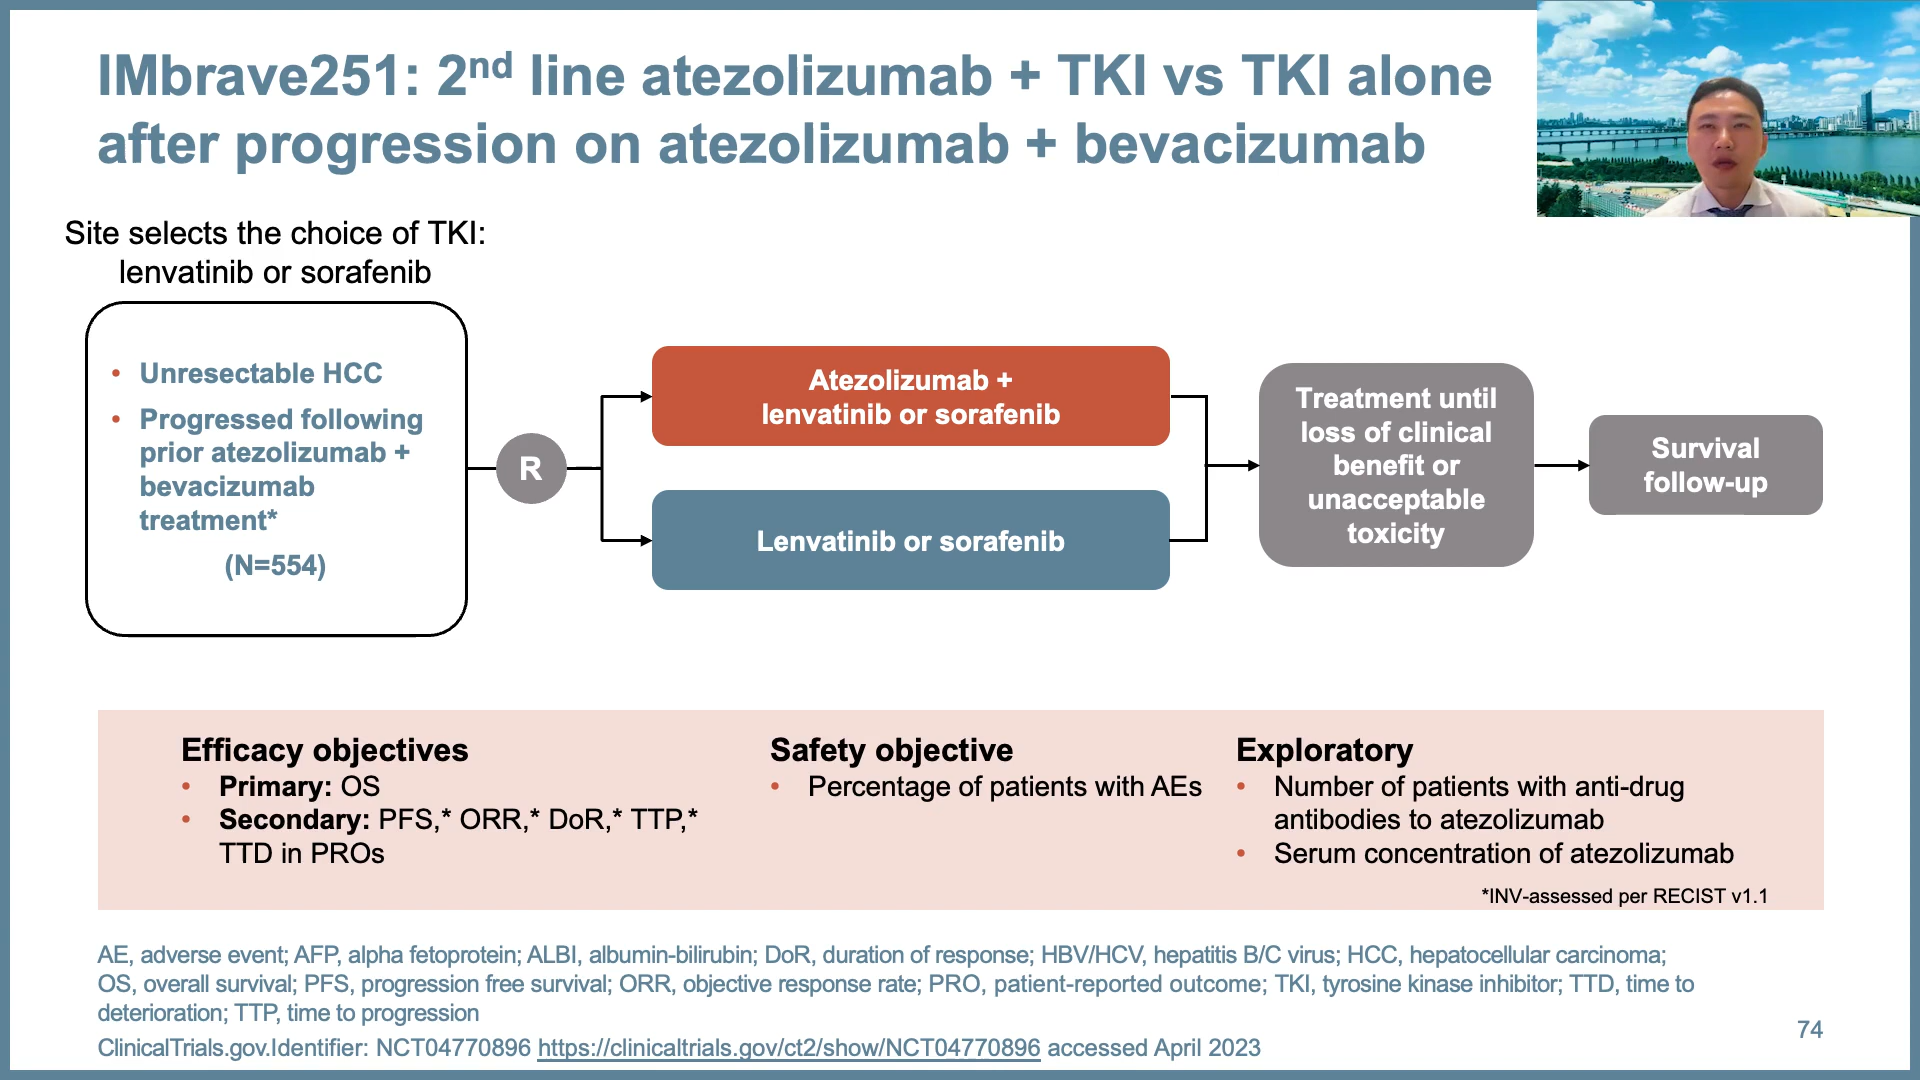 IMbrave251: 2nd line atezolizumab + TKI vs TKI alone
after progression on atezolizumab + bevacizumab
Site selects the choice of TKI:
lenvatinib or sorafenib
• Unresectable HCC
• Progressed following
prior atezolizumab +
bevacizumab
treatment*
(N=554)
R
Atezolizumab +
lenvatinib or sorafenib
Lenvatinib or sorafenib
Treatment until
loss of clinical
benefit or
unacceptable
toxicity
Survival
follow-up
Efficacy objectives
• Primary: OS
• Secondary: PFS,* ORR,* DoR,* TTP,*
TTD in PROs
Safety objective
• Percentage of patients with AEs
Exploratory
• Number of patients with anti-drug
antibodies to atezolizumab
• Serum concentration of atezolizumab
*INV-assessed per RECIST v1.1
AE, adverse event; AFP, alpha fetoprotein; ALBI, albumin-bilirubin; DoR, duration of response; HBV/HCV, hepatitis B/C virus; HCC, hepatocellular carcinoma;
OS, overall survival; PFS, progression free survival; ORR, objective response rate; PRO, patient-reported outcome; TKI, tyrosine kinase inhibitor; TTD, time to
deterioration; TTP, time to progression
74
ClinicalTrials.gov.Identifier: NCT04770896 https://clinicaltrials.gov/ct2/show/NCT04770896 accessed April 2023